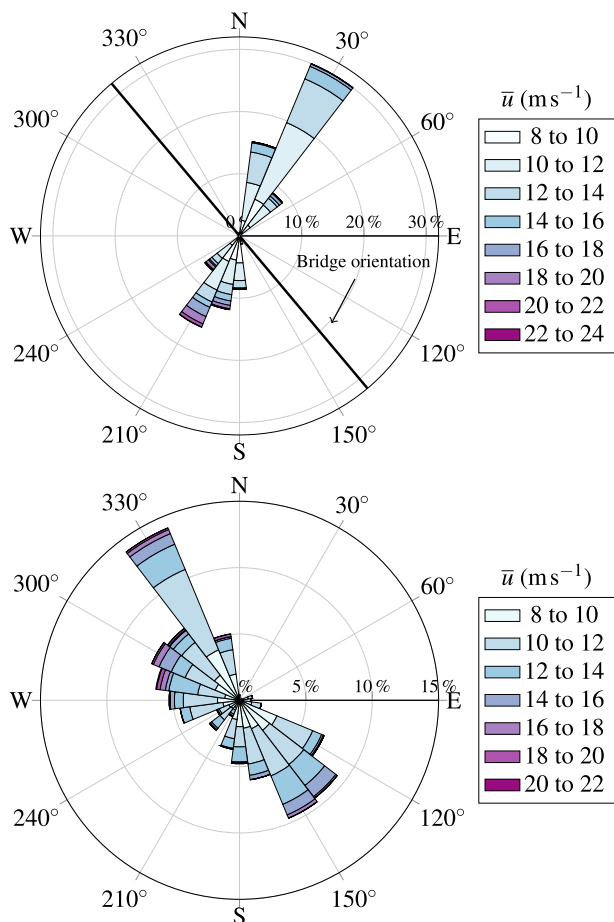 N
330°
30°
300°
60°
ū (m s⁻¹)
8 to 10
10 to 12
12 to 14
14 to 16
16 to 18
18 to 20
20 to 22
22 to 24
W
0
10 %
20 %
30 %
E
Bridge orientation
240°
120°
210°
150°
S
N
330°
30°
300°
60°
ū (m s⁻¹)
8 to 10
10 to 12
12 to 14
14 to 16
16 to 18
18 to 20
20 to 22
W
%
5 %
10 %
15 %
E
240°
120°
210°
150°
S